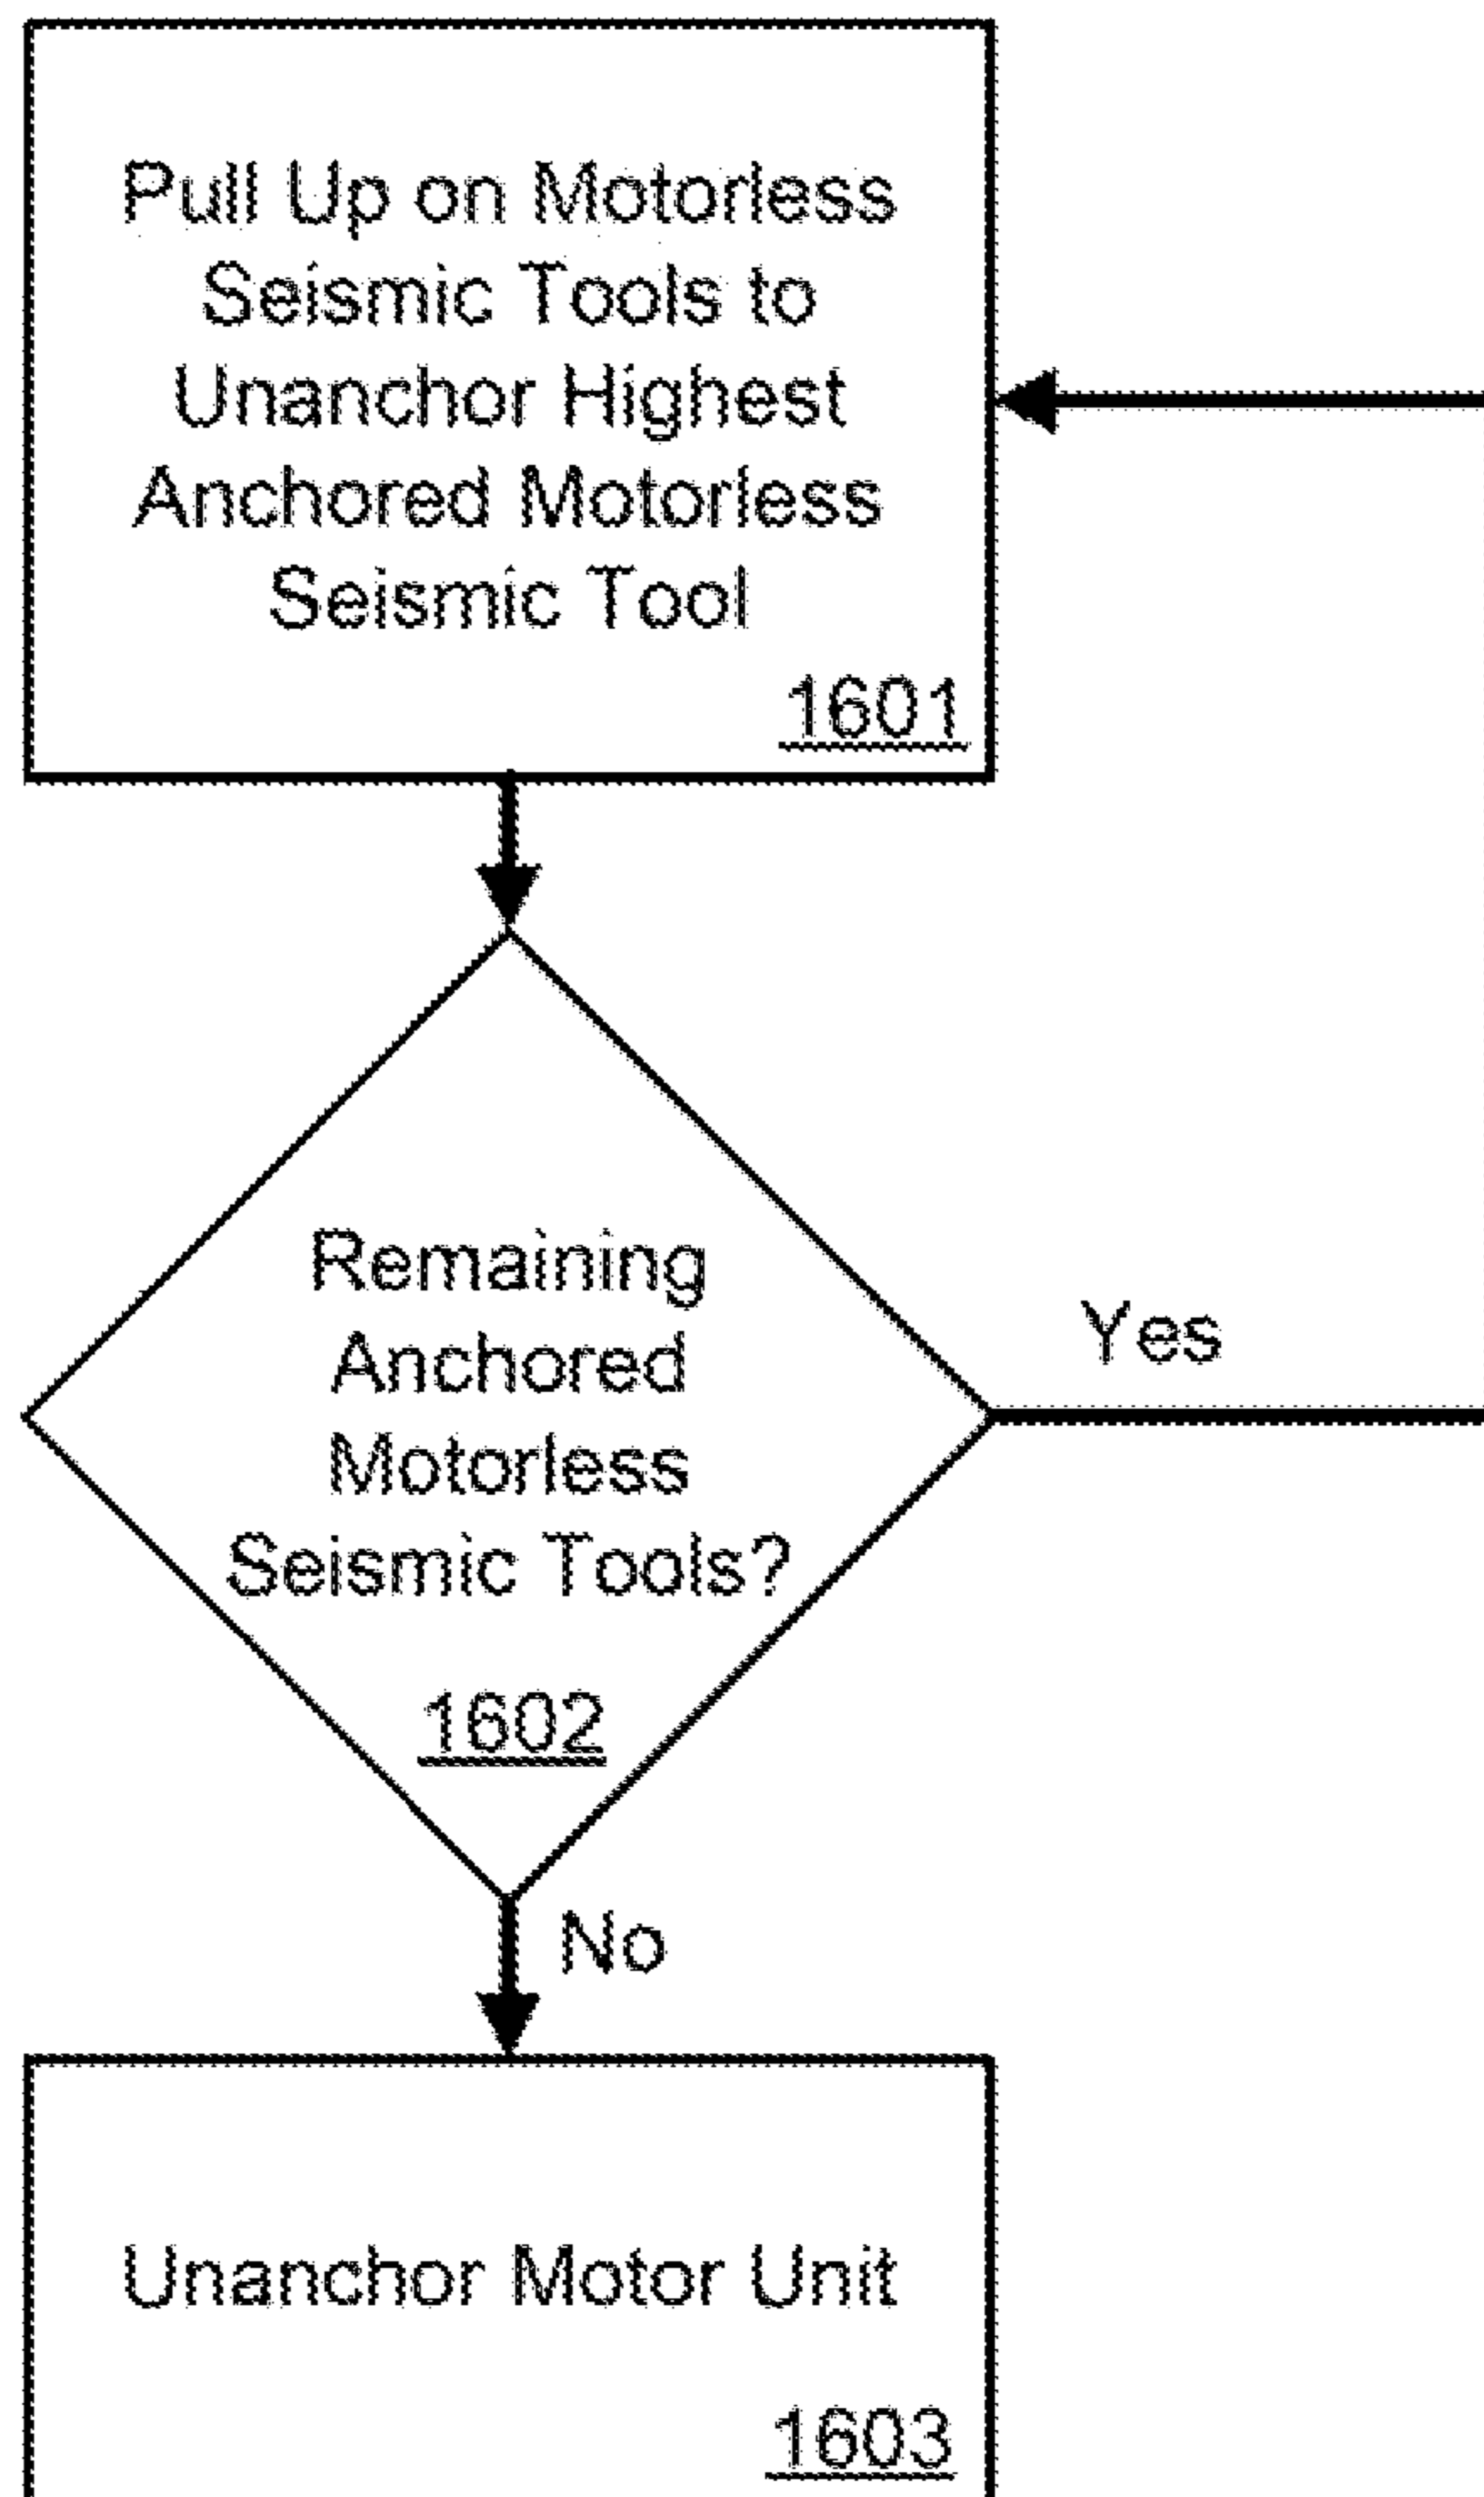 Pull Up on Motorless
Seismic Tools to
Unanchor Highest
Anchored Motorless
Seismic Tool
1601
Remaining
Anchored
Motorless
Seismic Tools?
1602
Yes
No
Unanchor Motor Unit
1603